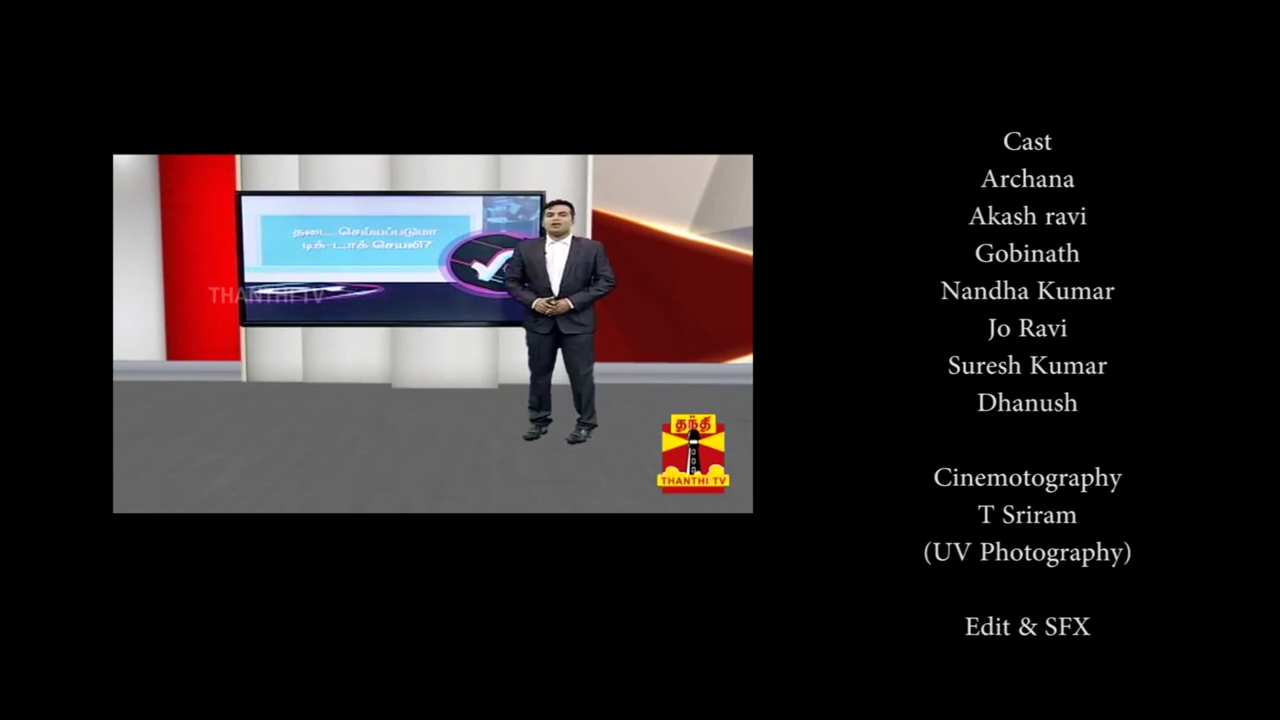 தடை செய்யப்படுமா
டிக்-டாக் செயலி?
THANTHI TV
தந்தி
THANTHI TV
Cast
Archana
Akash ravi
Gobinath
Nandha Kumar
Jo Ravi
Suresh Kumar
Dhanush
Cinemotography
T Sriram
(UV Photography)
Edit & SFX